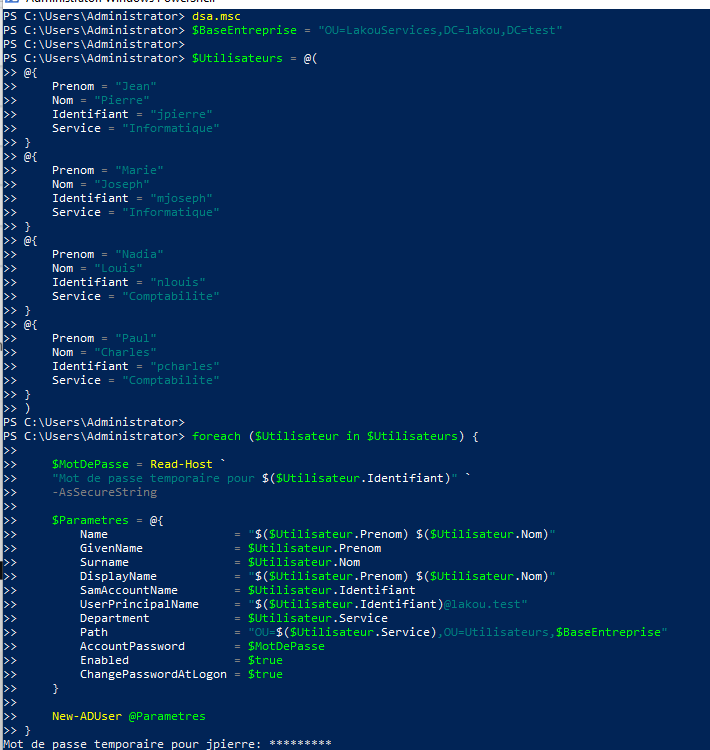 PS C:\Users\Administrator> dsa.msc
PS C:\Users\Administrator> $BaseEntreprise = "OU=LakouServices,DC=lakou,DC=test"
PS C:\Users\Administrator>
PS C:\Users\Administrator> $Utilisateurs = @(
>> @{
>>     Prenom = "Jean"
>>     Nom = "Pierre"
>>     Identifiant = "jpierre"
>>     Service = "Informatique"
>> }
>> @{
>>     Prenom = "Marie"
>>     Nom = "Joseph"
>>     Identifiant = "mjoseph"
>>     Service = "Informatique"
>> }
>> @{
>>     Prenom = "Nadia"
>>     Nom = "Louis"
>>     Identifiant = "nlouis"
>>     Service = "Comptabilite"
>> }
>> @{
>>     Prenom = "Paul"
>>     Nom = "Charles"
>>     Identifiant = "pcharles"
>>     Service = "Comptabilite"
>> }
>> )
PS C:\Users\Administrator>
PS C:\Users\Administrator> foreach ($Utilisateur in $Utilisateurs) {
>>
>>     $MotDePasse = Read-Host `
>>     "Mot de passe temporaire pour $($Utilisateur.Identifiant)" `
>>     -AsSecureString
>>
>>     $Parametres = @{
>>         Name                  = "$($Utilisateur.Prenom) $($Utilisateur.Nom)"
>>         GivenName             = $Utilisateur.Prenom
>>         Surname               = $Utilisateur.Nom
>>         DisplayName           = "$($Utilisateur.Prenom) $($Utilisateur.Nom)"
>>         SamAccountName        = $Utilisateur.Identifiant
>>         UserPrincipalName     = "$($Utilisateur.Identifiant)@lakou.test"
>>         Department            = $Utilisateur.Service
>>         Path                  = "OU=$($Utilisateur.Service),OU=Utilisateurs,$BaseEntreprise"
>>         AccountPassword       = $MotDePasse
>>         Enabled               = $true
>>         ChangePasswordAtLogon = $true
>>     }
>>
>>     New-ADUser @Parametres
>> }
Mot de passe temporaire pour jpierre: *********